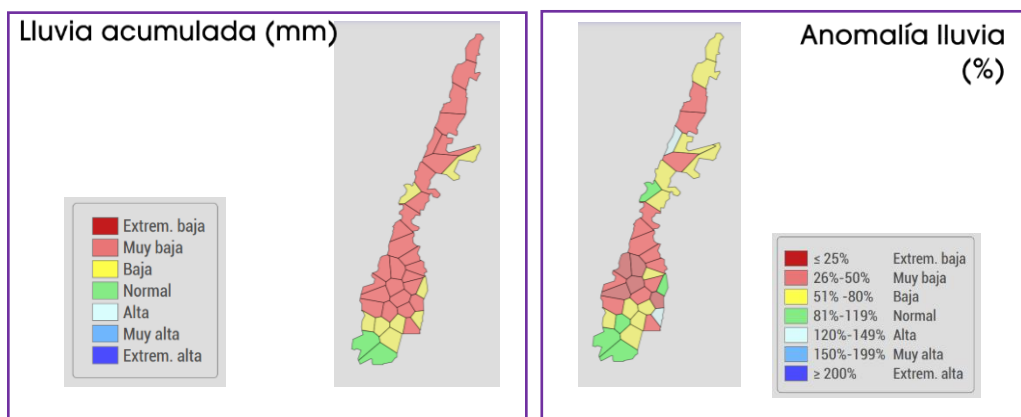 Lluvia acumulada (mm)
Extrem. baja
Muy baja
Baja
Normal
Alta
Muy alta
Extrem. alta
Anomalía lluvia
(%)
≤ 25% Extrem. baja
26%-50% Muy baja
51% -80% Baja
81%-119% Normal
120%-149% Alta
150%-199% Muy alta
≥ 200% Extrem. alta